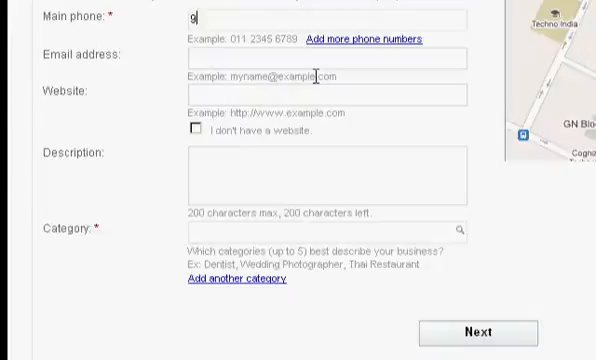 Main phone: *
9
Example: 011 2345 6789 Add more phone numbers
Email address:
Example: myname@example.com
Website:
Example: http://www.example.com
I don't have a website.
Description:
200 characters max, 200 characters left.
Category: *
Which categories (up to 5) best describe your business?
Ex: Dentist, Wedding Photographer, Thai Restaurant
Add another category
Next
Techno India
GN Blo
Cogna